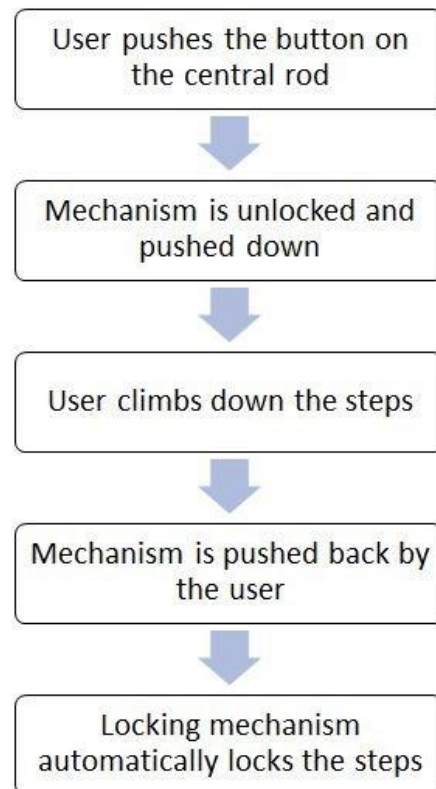 User pushes the button on
the central rod
Mechanism is unlocked and
pushed down
User climbs down the steps
Mechanism is pushed back by
the user
Locking mechanism
automatically locks the steps